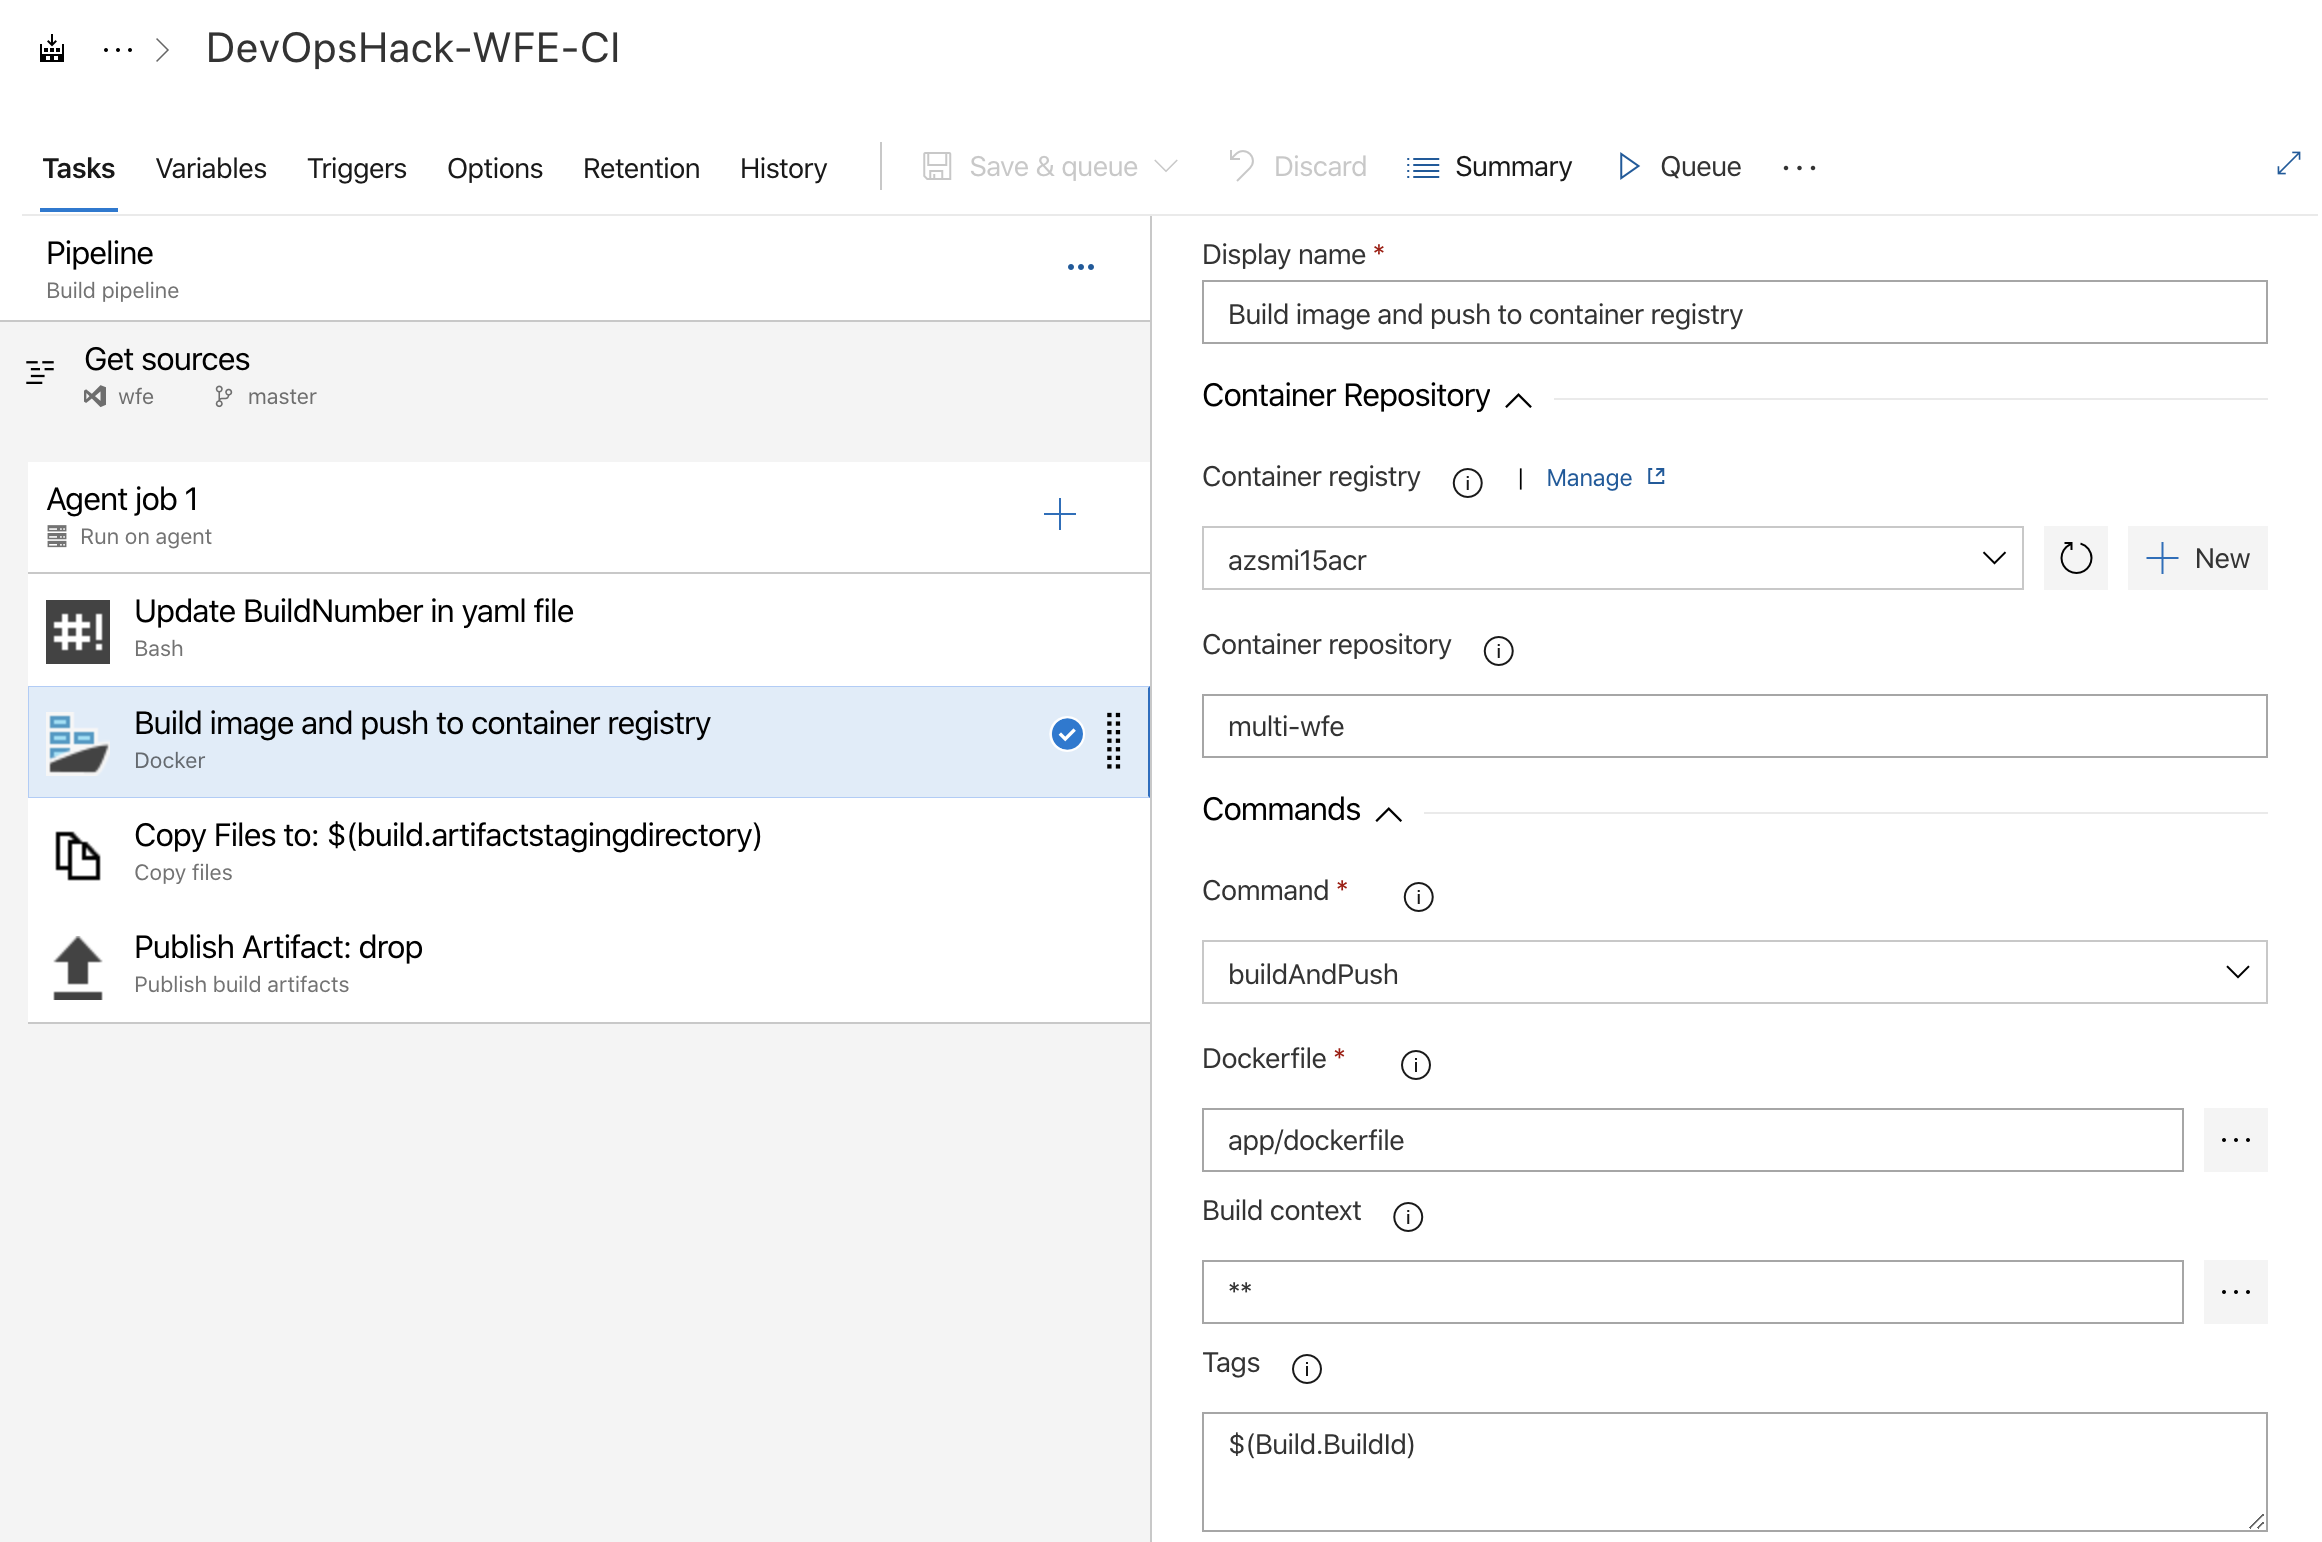 DevOpsHack-WFE-CI
Tasks Variables Triggers Options Retention History Save & queue Discard Summary Queue
Pipeline
Build pipeline
Get sources
wfe master
Agent job 1
Run on agent
Update BuildNumber in yaml file
Bash
Build image and push to container registry
Docker
Copy Files to: $(build.artifactstagingdirectory)
Copy files
Publish Artifact: drop
Publish build artifacts
Display name *
Build image and push to container registry
Container Repository
Container registry | Manage
azsmi15acr
New
Container repository
multi-wfe
Commands
Command *
buildAndPush
Dockerfile *
app/dockerfile
Build context
**
Tags
$(Build.BuildId)